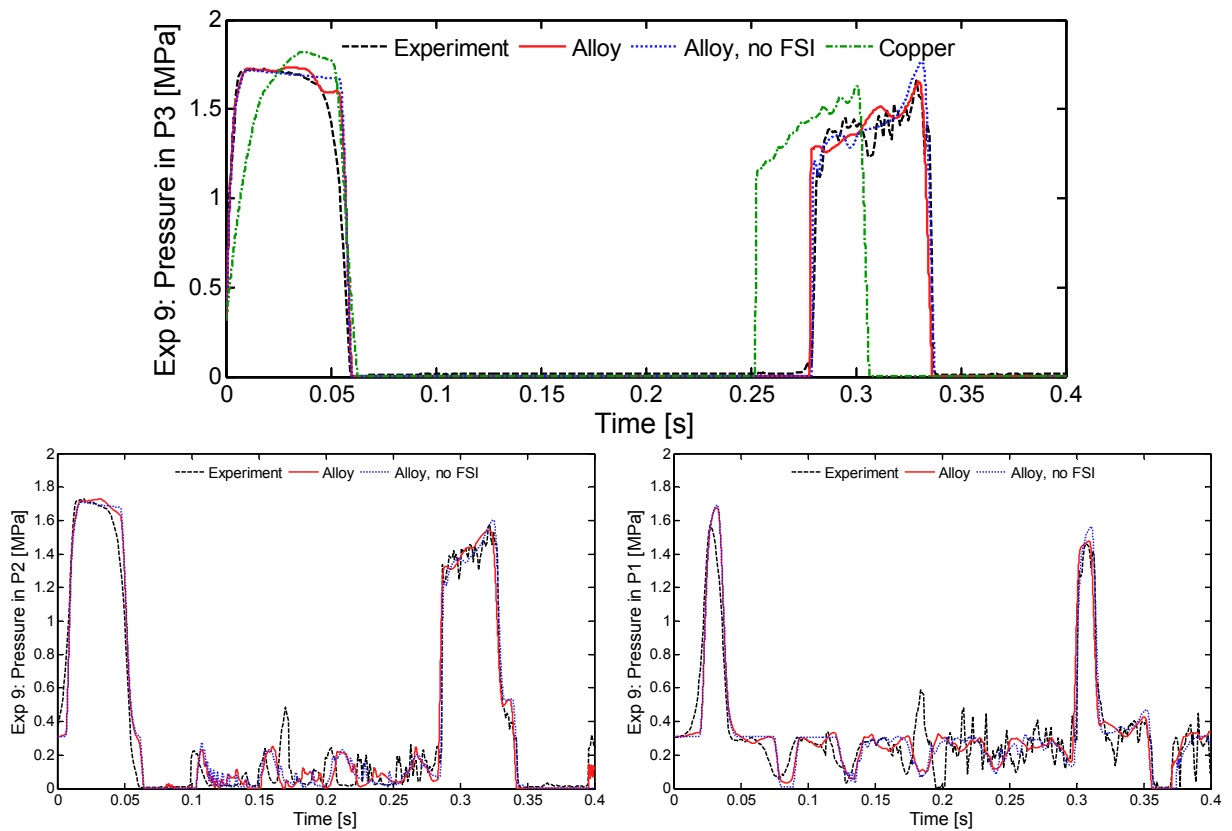 Exp 9: Pressure in P3 [MPa]
2
1.5
1
0.5
0
Experiment Alloy Alloy, no FSI Copper
0 0.05 0.1 0.15 0.2 0.25 0.3 0.35 0.4
Time [s]
Exp 9: Pressure in P2 [MPa]
2
1.8
1.6
1.4
1.2
1
0.8
0.6
0.4
0.2
0
Experiment Alloy Alloy, no FSI
0 0.05 0.1 0.15 0.2 0.25 0.3 0.35 0.4
Time [s]
Exp 9: Pressure in P1 [MPa]
2
1.8
1.6
1.4
1.2
1
0.8
0.6
0.4
0.2
0
Experiment Alloy Alloy, no FSI
0 0.05 0.1 0.15 0.2 0.25 0.3 0.35 0.4
Time [s]